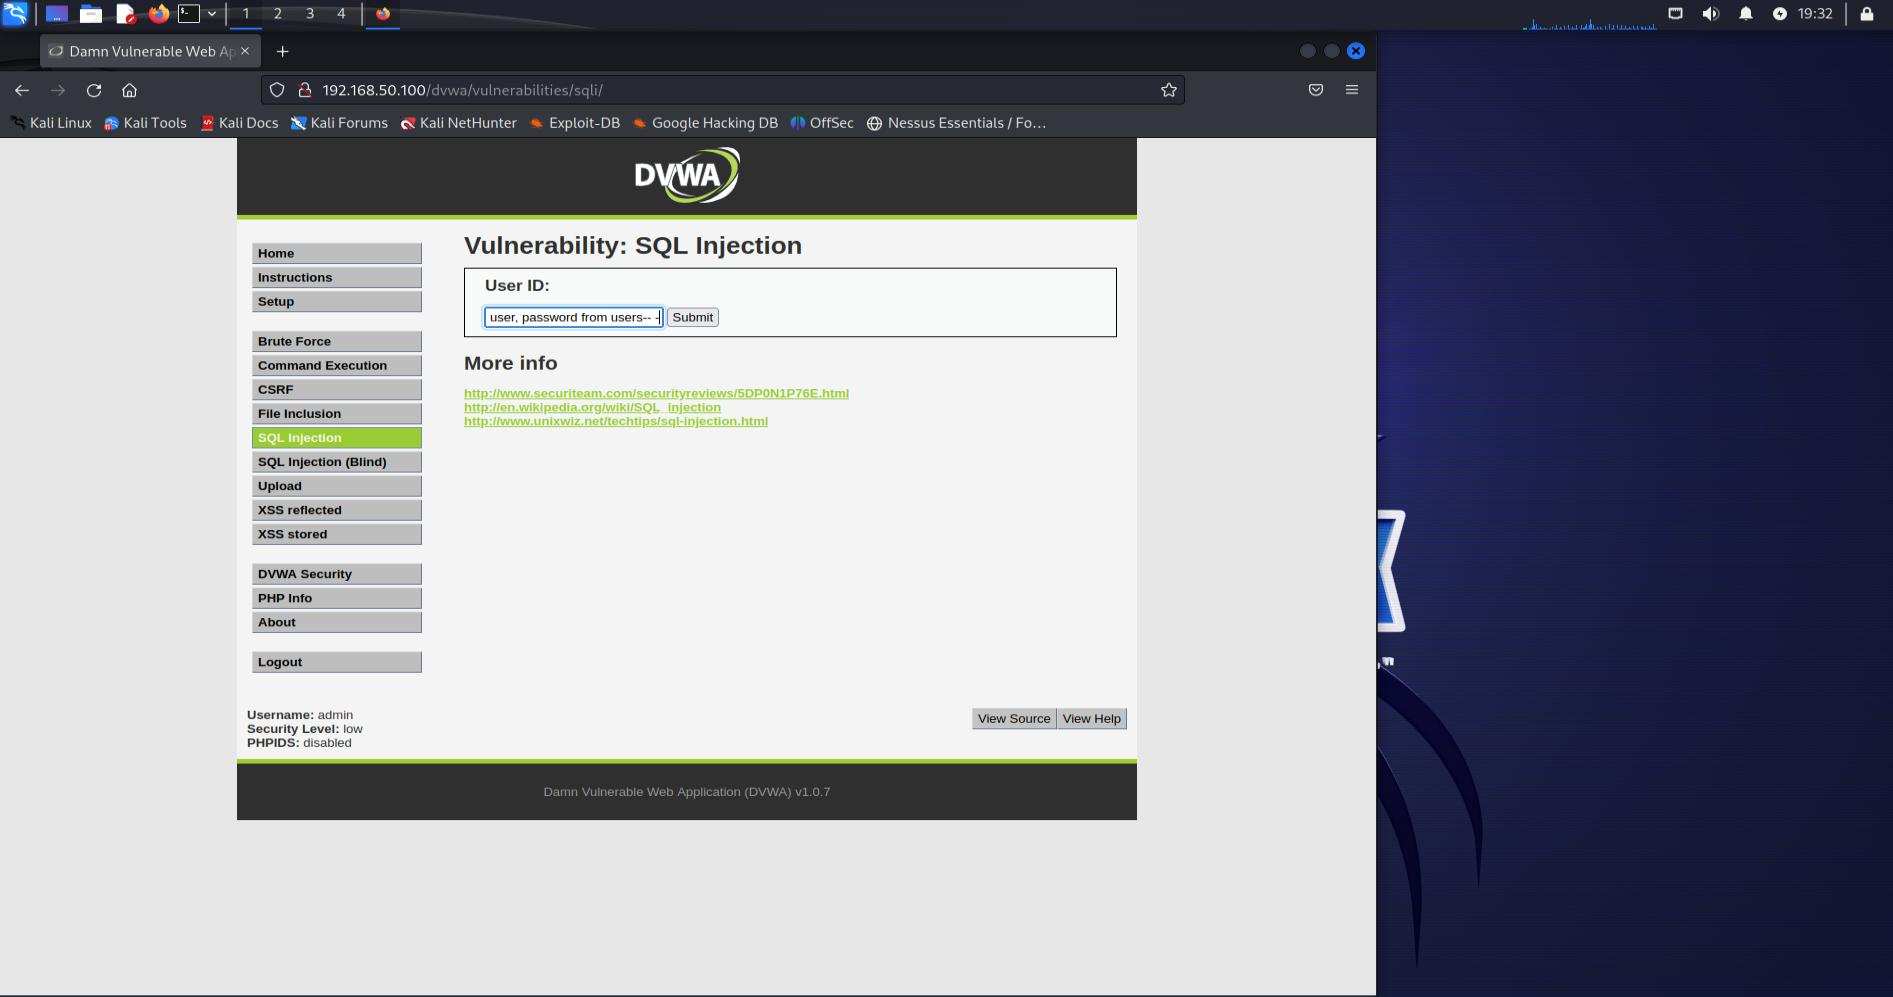 1 2 3 4
19:32
Damn Vulnerable Web Ap
192.168.50.100/dvwa/vulnerabilities/sqli/
Kali Linux Kali Tools Kali Docs Kali Forums Kali NetHunter Exploit-DB Google Hacking DB OffSec Nessus Essentials / Fo…
DVWA
Home
Instructions
Setup
Brute Force
Command Execution
CSRF
File Inclusion
SQL Injection
SQL Injection (Blind)
Upload
XSS reflected
XSS stored
DVWA Security
PHP Info
About
Logout
Vulnerability: SQL Injection
User ID:
user, password from users-- - Submit
More info
http://www.securiteam.com/securityreviews/5DP0N1P76E.html
http://en.wikipedia.org/wiki/SQL_injection
http://www.unixwiz.net/techtips/sql-injection.html
Username: admin
Security Level: low
PHPIDS: disabled
View Source View Help
Damn Vulnerable Web Application (DVWA) v1.0.7